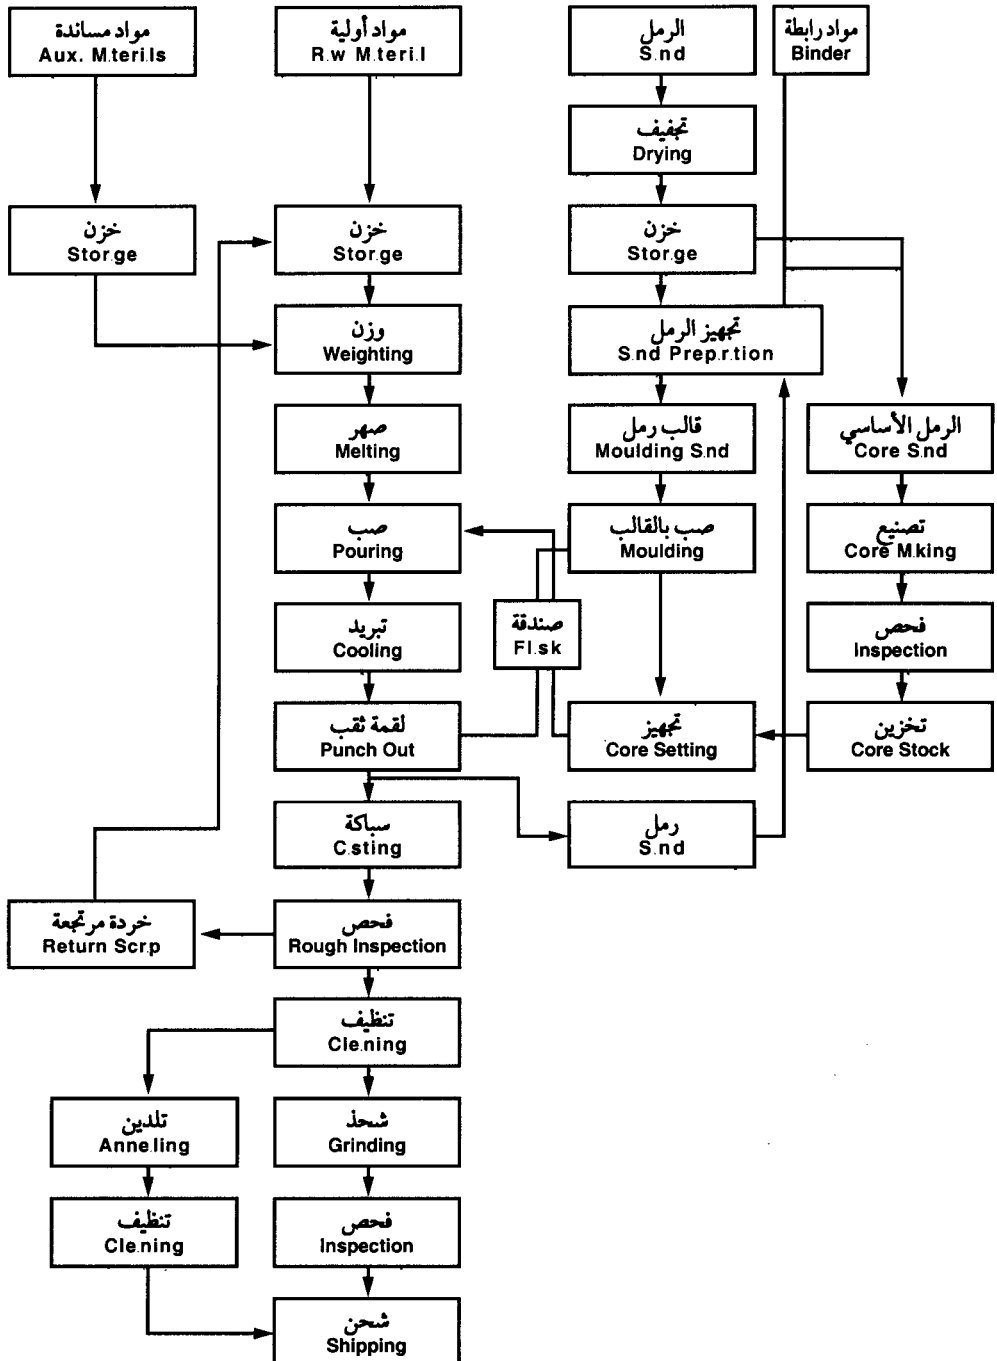 مواد مساندة
Aux. M.teri.ls
مواد أولية
R.w M.teri.l
الرمل
S.nd
مواد رابطة
Binder
تجفيف
Drying
خزن
Stor.ge
خزن
Stor.ge
خزن
Stor.ge
وزن
Weighting
تجهيز الرمل
S.nd Prep.r.tion
صهر
Melting
قالب رمل
Moulding S.nd
الرمل الأساسي
Core S.nd
صب
Pouring
صب بالقالب
Moulding
تصنيع
Core M.king
تبريد
Cooling
صندقة
Fl.sk
فحص
Inspection
لقمة ثقب
Punch Out
تجهيز
Core Setting
تخزين
Core Stock
سباكة
C.sting
رمل
S.nd
خردة مرتجعة
Return Scr.p
فحص
Rough Inspection
تنظيف
Cle.ning
تلدين
Anne.ling
شحذ
Grinding
تنظيف
Cle.ning
فحص
Inspection
شحن
Shipping